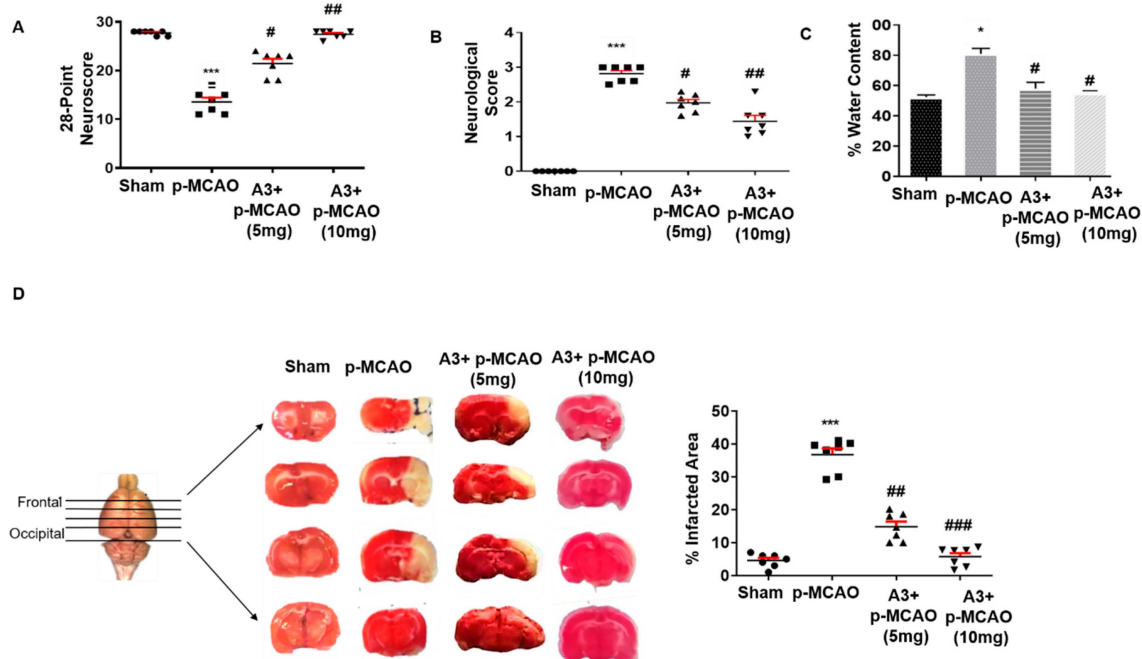 A
28-Point
Neuroscore
30
20
10
0
***
#
##
Sham
p-MCAO
A3+
p-MCAO
(5mg)
A3+
p-MCAO
(10mg)
B
Neurological
Score
4
3
2
1
0
***
#
##
Sham
p-MCAO
A3+
p-MCAO
(5mg)
A3+
p-MCAO
(10mg)
C
% Water Content
00
80
60
40
20
0
*
#
#
Sham
p-MCAO
A3+
p-MCAO
(5mg)
A3+
p-MCAO
(10mg)
D
Frontal
Occipital
Sham
p-MCAO
A3+ p-MCAO
(5mg)
A3+ p-MCAO
(10mg)
% Infarcted Area
50
40
30
20
10
0
***
##
###
Sham
p-MCAO
A3+
p-MCAO
(5mg)
A3+
p-MCAO
(10mg)